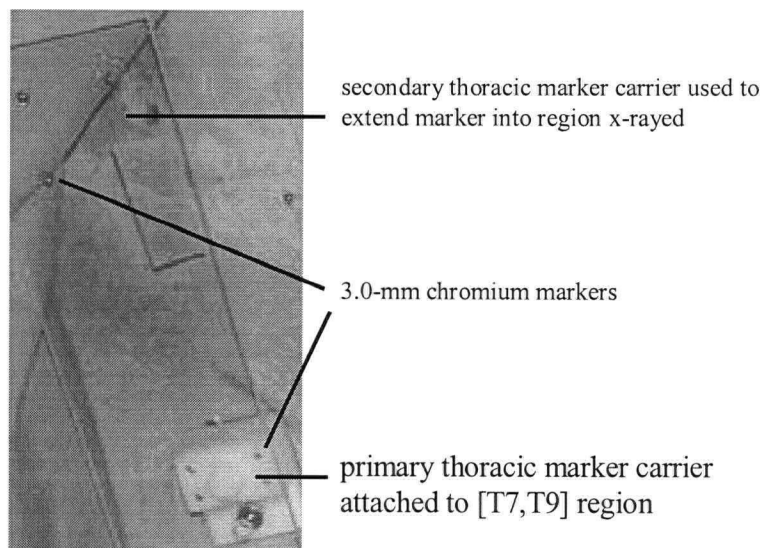 secondary thoracic marker carrier used to
extend marker into region x-rayed
3.0-mm chromium markers
primary thoracic marker carrier
attached to [T7,T9] region